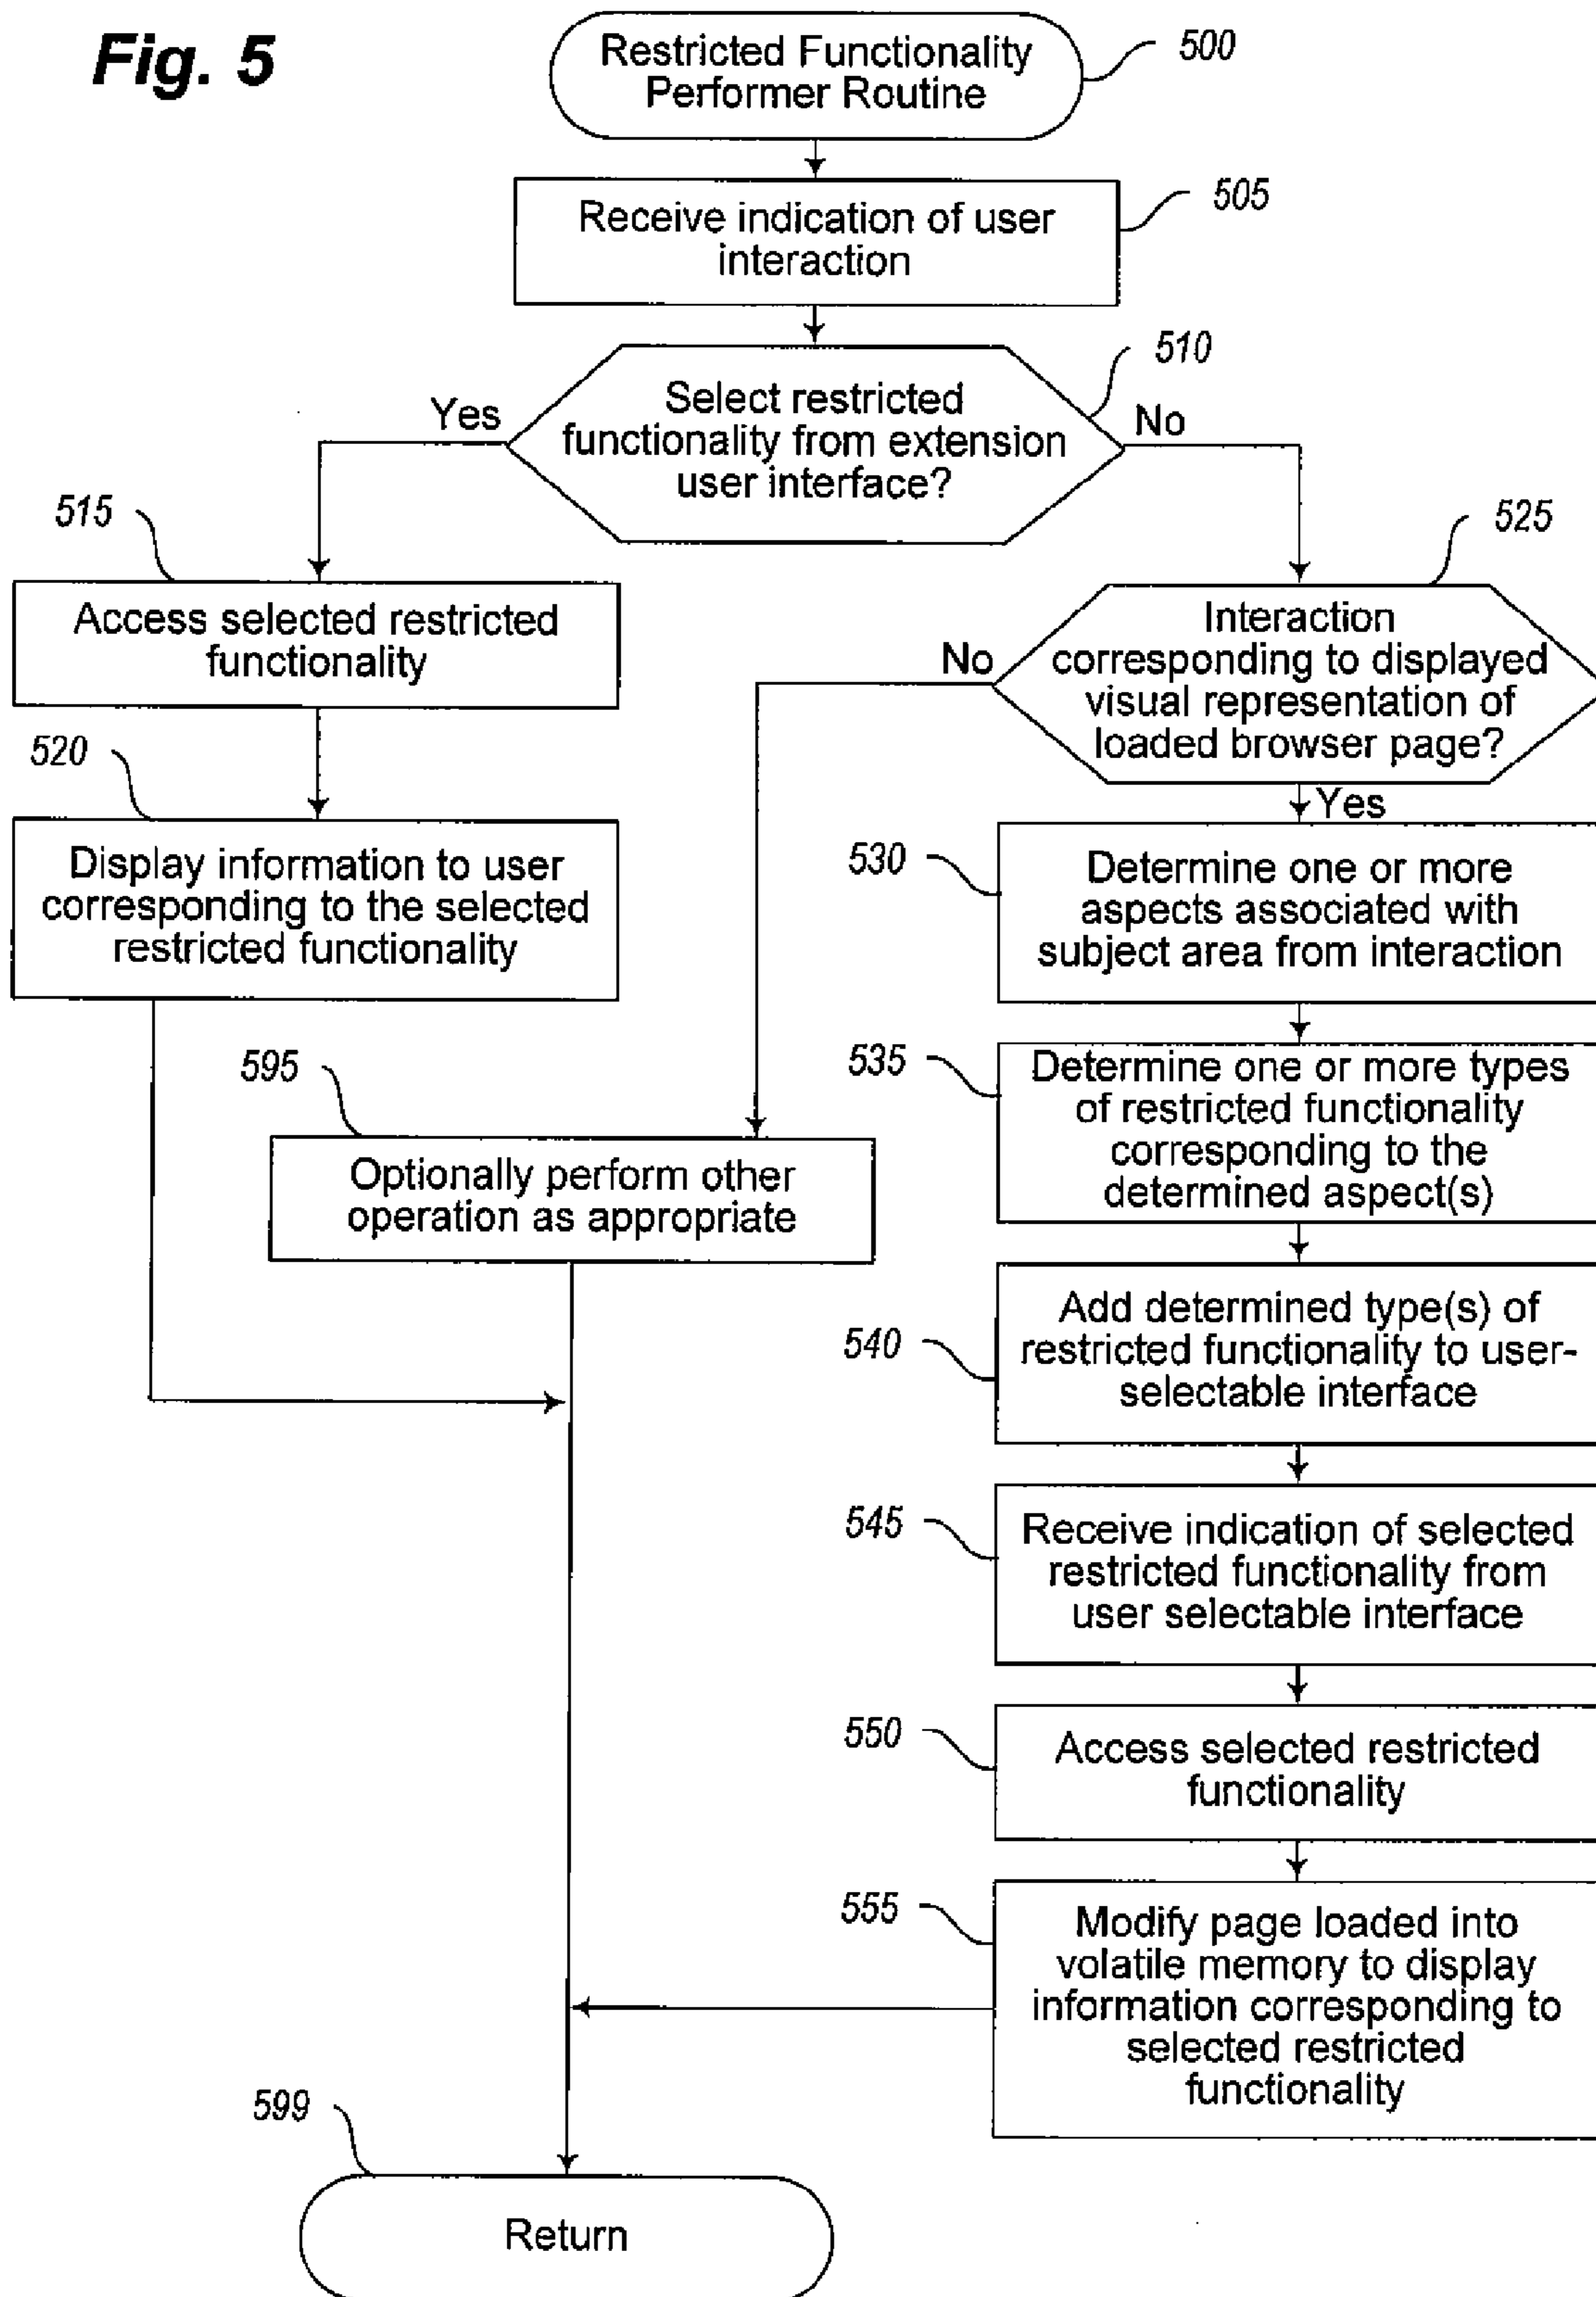 Fig. 5
Restricted Functionality
Performer Routine
500
Receive indication of user
interaction
505
Select restricted
functionality from extension
user interface?
510
Yes
No
515
Access selected restricted
functionality
525
Interaction
corresponding to displayed
visual representation of
loaded browser page?
No
Yes
520
Display information to user
corresponding to the selected
restricted functionality
530
Determine one or more
aspects associated with
subject area from interaction
535
Determine one or more types
of restricted functionality
corresponding to the
determined aspect(s)
595
Optionally perform other
operation as appropriate
540
Add determined type(s) of
restricted functionality to user-
selectable interface
545
Receive indication of selected
restricted functionality from
user selectable interface
550
Access selected restricted
functionality
555
Modify page loaded into
volatile memory to display
information corresponding to
selected restricted
functionality
599
Return